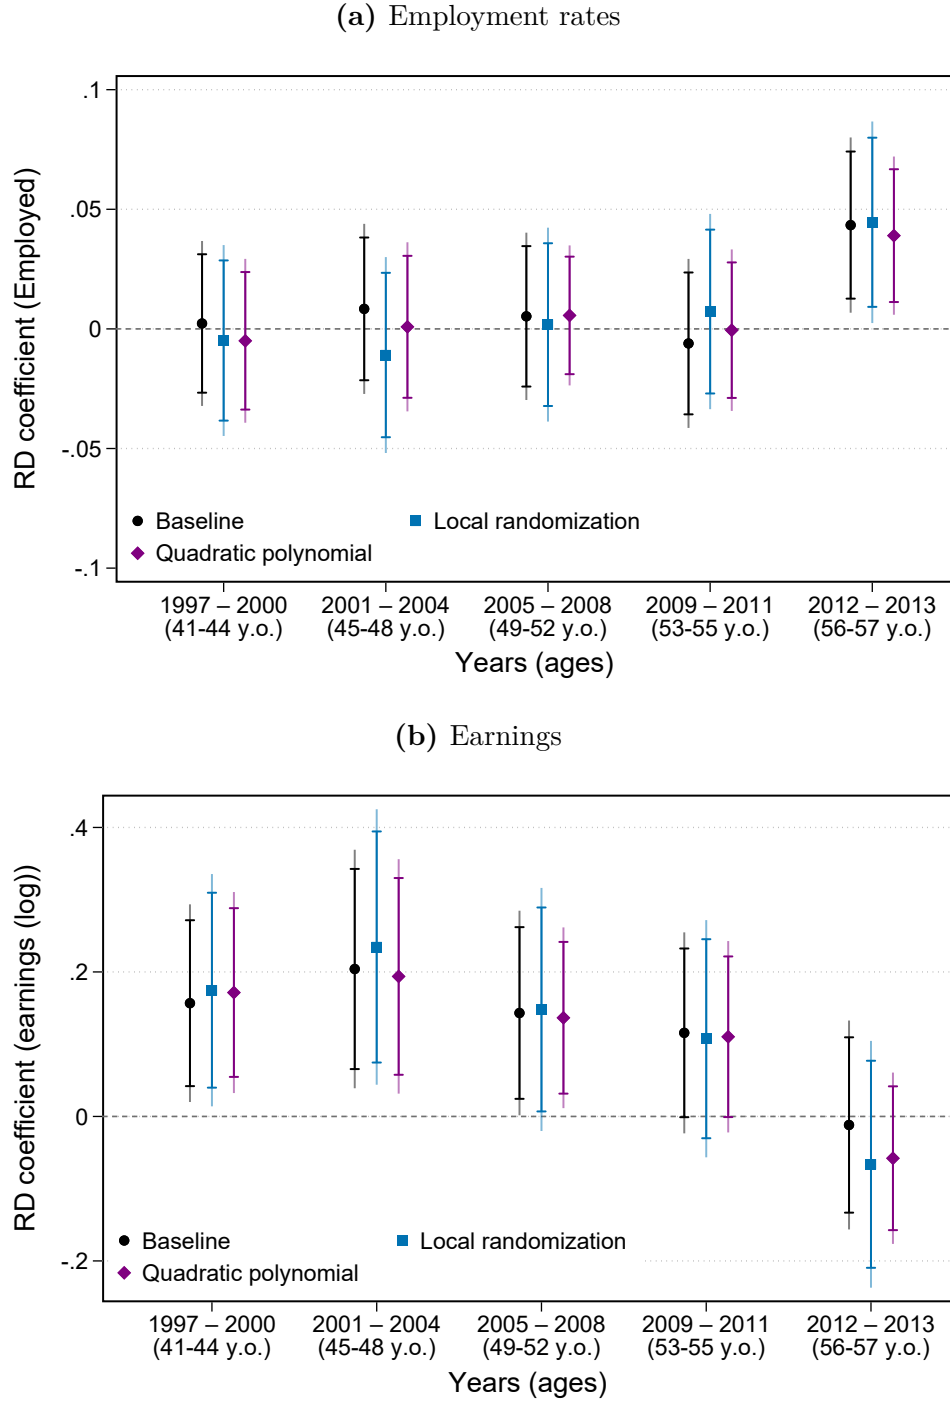 (a) Employment rates
RD coefficient (Employed)
.1
.05
0
-.05
-.1
Baseline
Local randomization
Quadratic polynomial
1997 – 2000 2001 – 2004 2005 – 2008 2009 – 2011 2012 – 2013
(41-44 y.o.) (45-48 y.o.) (49-52 y.o.) (53-55 y.o.) (56-57 y.o.)
Years (ages)
(b) Earnings
RD coefficient (earnings (log))
.4
.2
0
-.2
Baseline
Local randomization
Quadratic polynomial
1997 – 2000 2001 – 2004 2005 – 2008 2009 – 2011 2012 – 2013
(41-44 y.o.) (45-48 y.o.) (49-52 y.o.) (53-55 y.o.) (56-57 y.o.)
Years (ages)